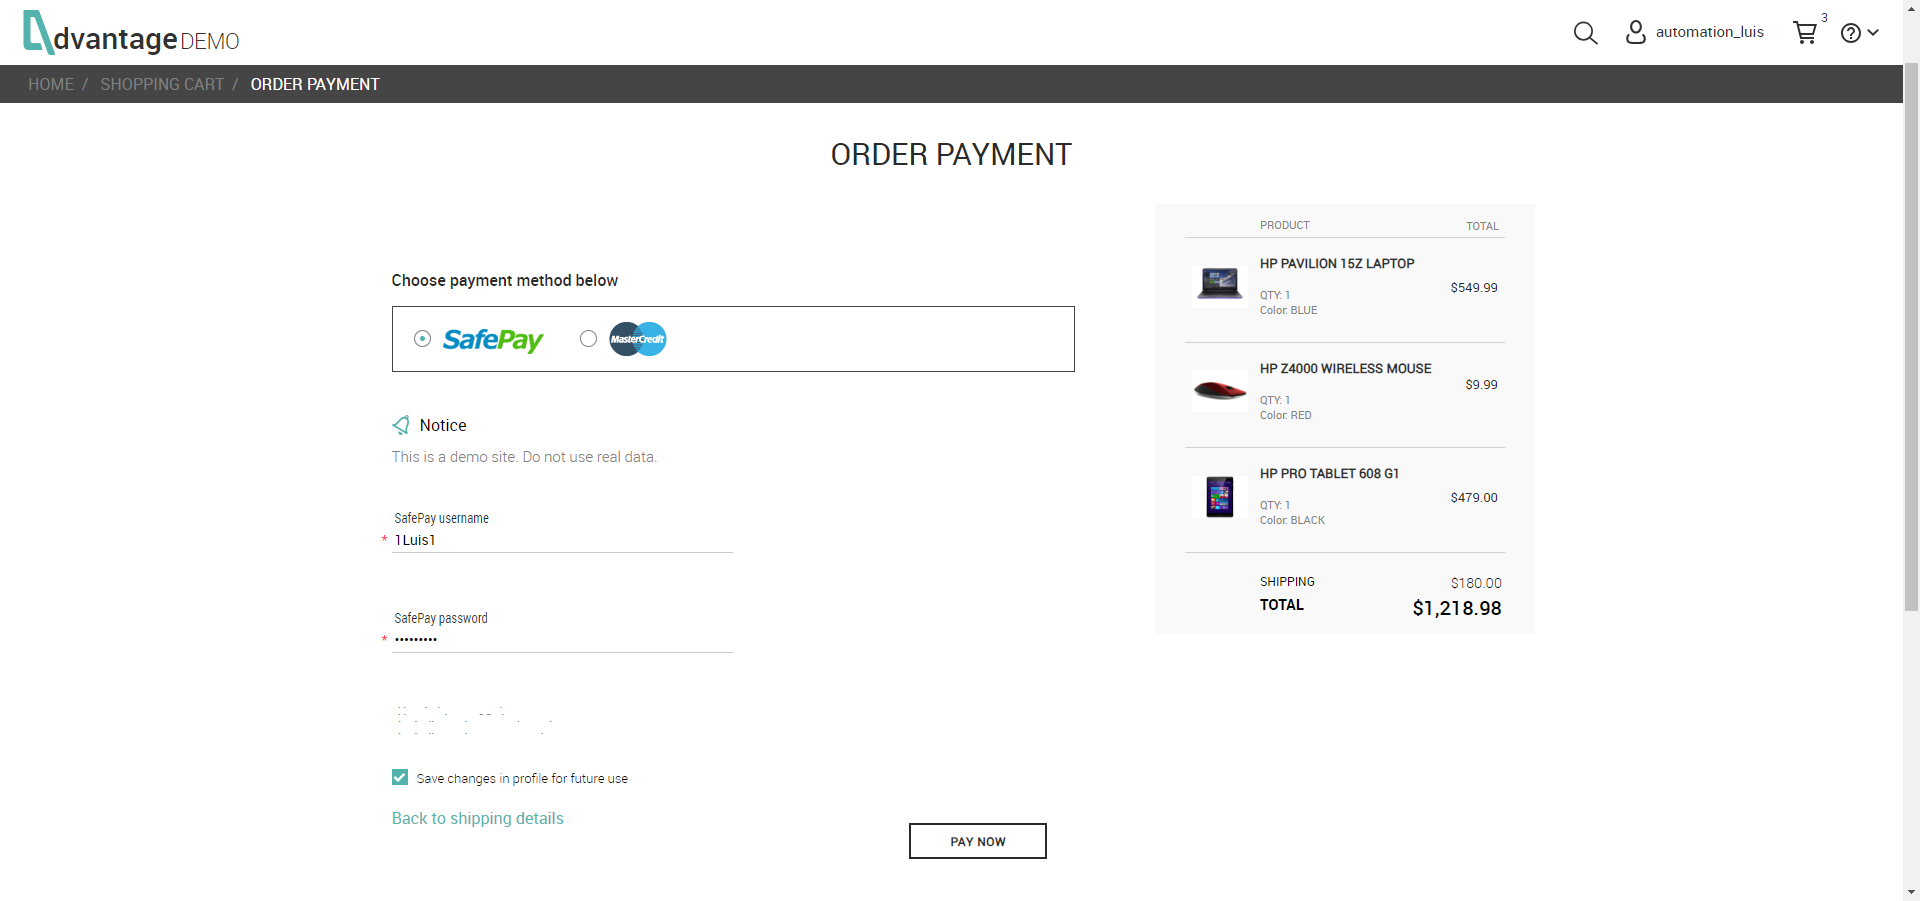 dvantage DEMO
automation_luis
3
HOME / SHOPPING CART / ORDER PAYMENT
ORDER PAYMENT
Choose payment method below
SafePay
MasterCredit
Notice
This is a demo site. Do not use real data.
SafePay username
* 1Luis1
SafePay password
* •••••••••
Save changes in profile for future use
Back to shipping details
PAY NOW
PRODUCT TOTAL
HP PAVILION 15Z LAPTOP
$549.99
QTY: 1
Color: BLUE
HP Z4000 WIRELESS MOUSE
$9.99
QTY: 1
Color: RED
HP PRO TABLET 608 G1
$479.00
QTY: 1
Color: BLACK
SHIPPING $180.00
TOTAL $1,218.98